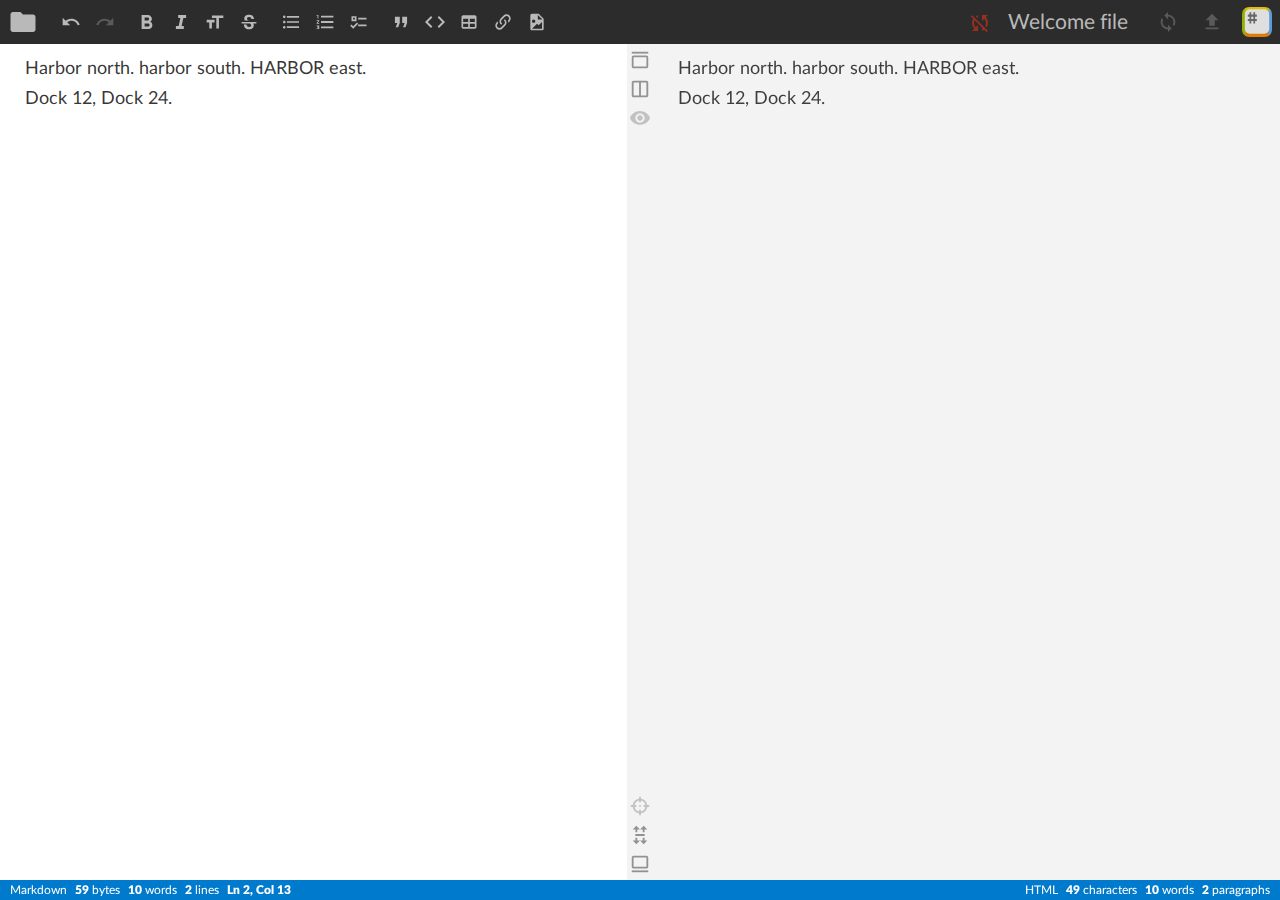 Welcome file
Harbor north. harbor south. HARBOR east.
Dock 12, Dock 24.
Harbor north. harbor south. HARBOR east.
Dock 12, Dock 24.
Markdown 59 bytes 10 words 2 lines Ln 2, Col 13
HTML 49 characters 10 words 2 paragraphs